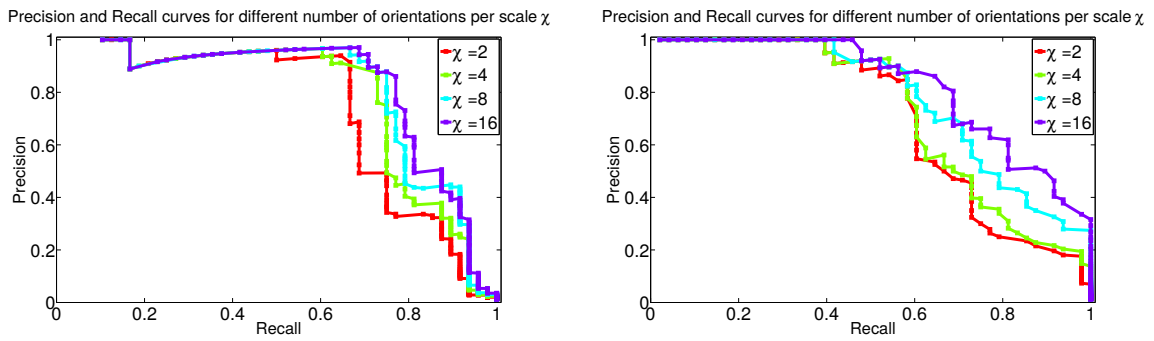 Precision and Recall curves for different number of orientations per scale χ
1
0.8
0.6
0.4
0.2
0
Precision
0
0.2
0.4
0.6
0.8
1
Recall
χ =2
χ =4
χ =8
χ =16
Precision and Recall curves for different number of orientations per scale χ
1
0.8
0.6
0.4
0.2
0
Precision
0
0.2
0.4
0.6
0.8
1
Recall
χ =2
χ =4
χ =8
χ =16